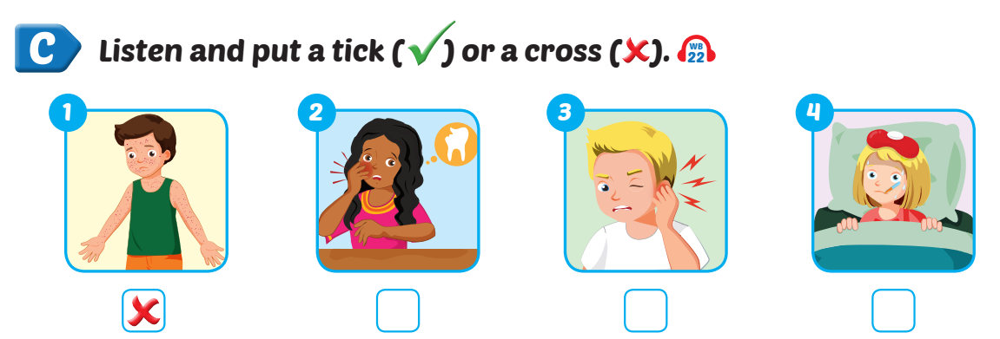 C Listen and put a tick (✓) or a cross (✗). WB 22
1 2 3 4